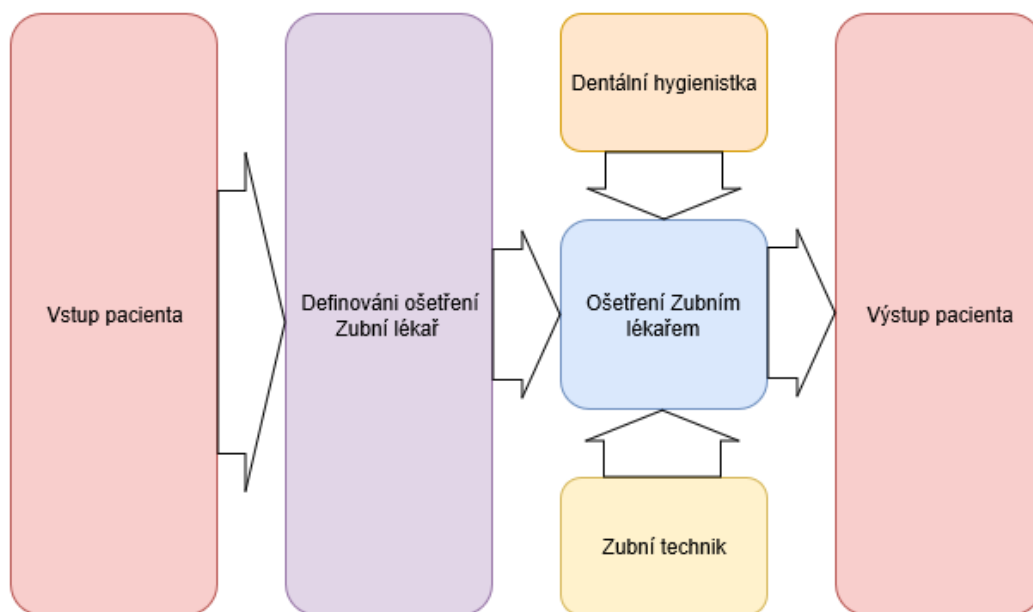 Vstup pacienta
Definováni ošetření
Zubní lékař
Dentální hygienistka
Ošetření Zubním
lékařem
Zubní technik
Výstup pacienta